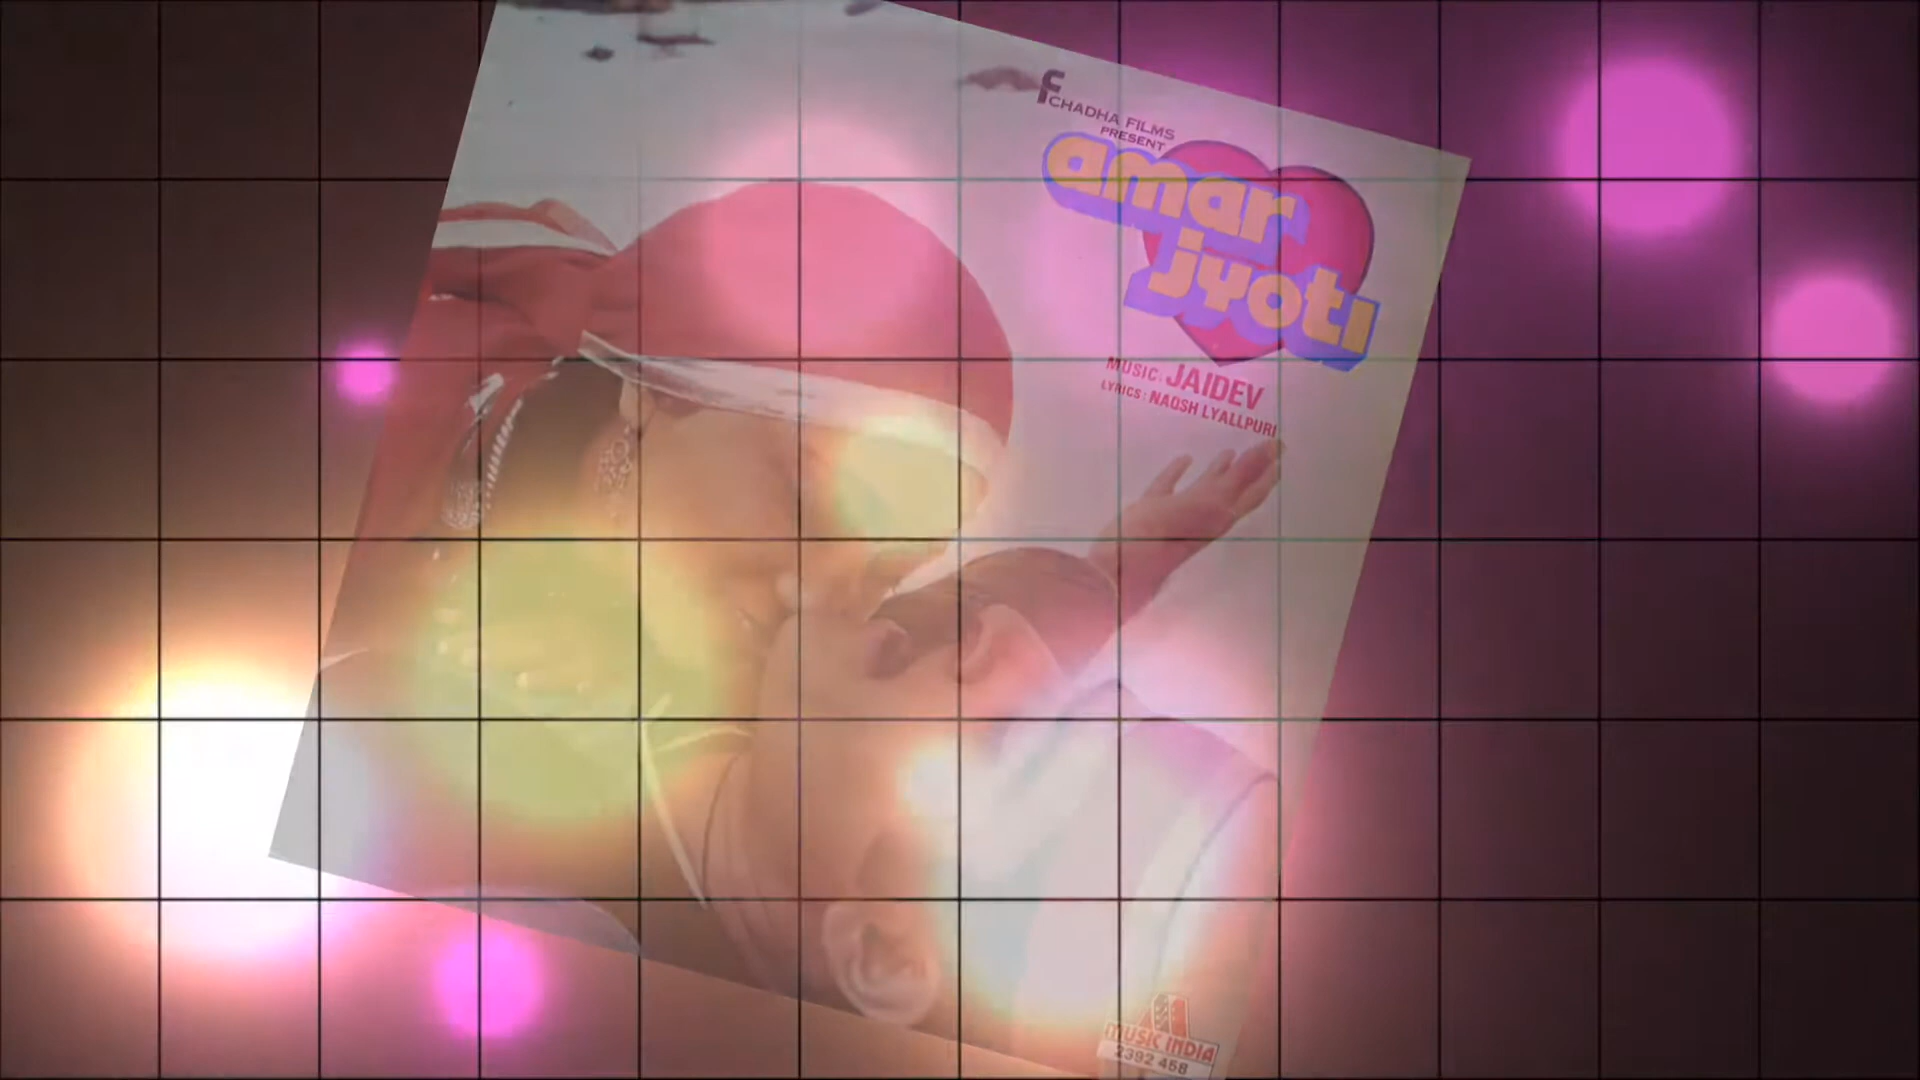 CHADHA FILMS
PRESENT
amar
jyoti
MUSIC: JAIDEV
LYRICS: NAQSH LYALLPURI
MUSIC INDIA
2392 458